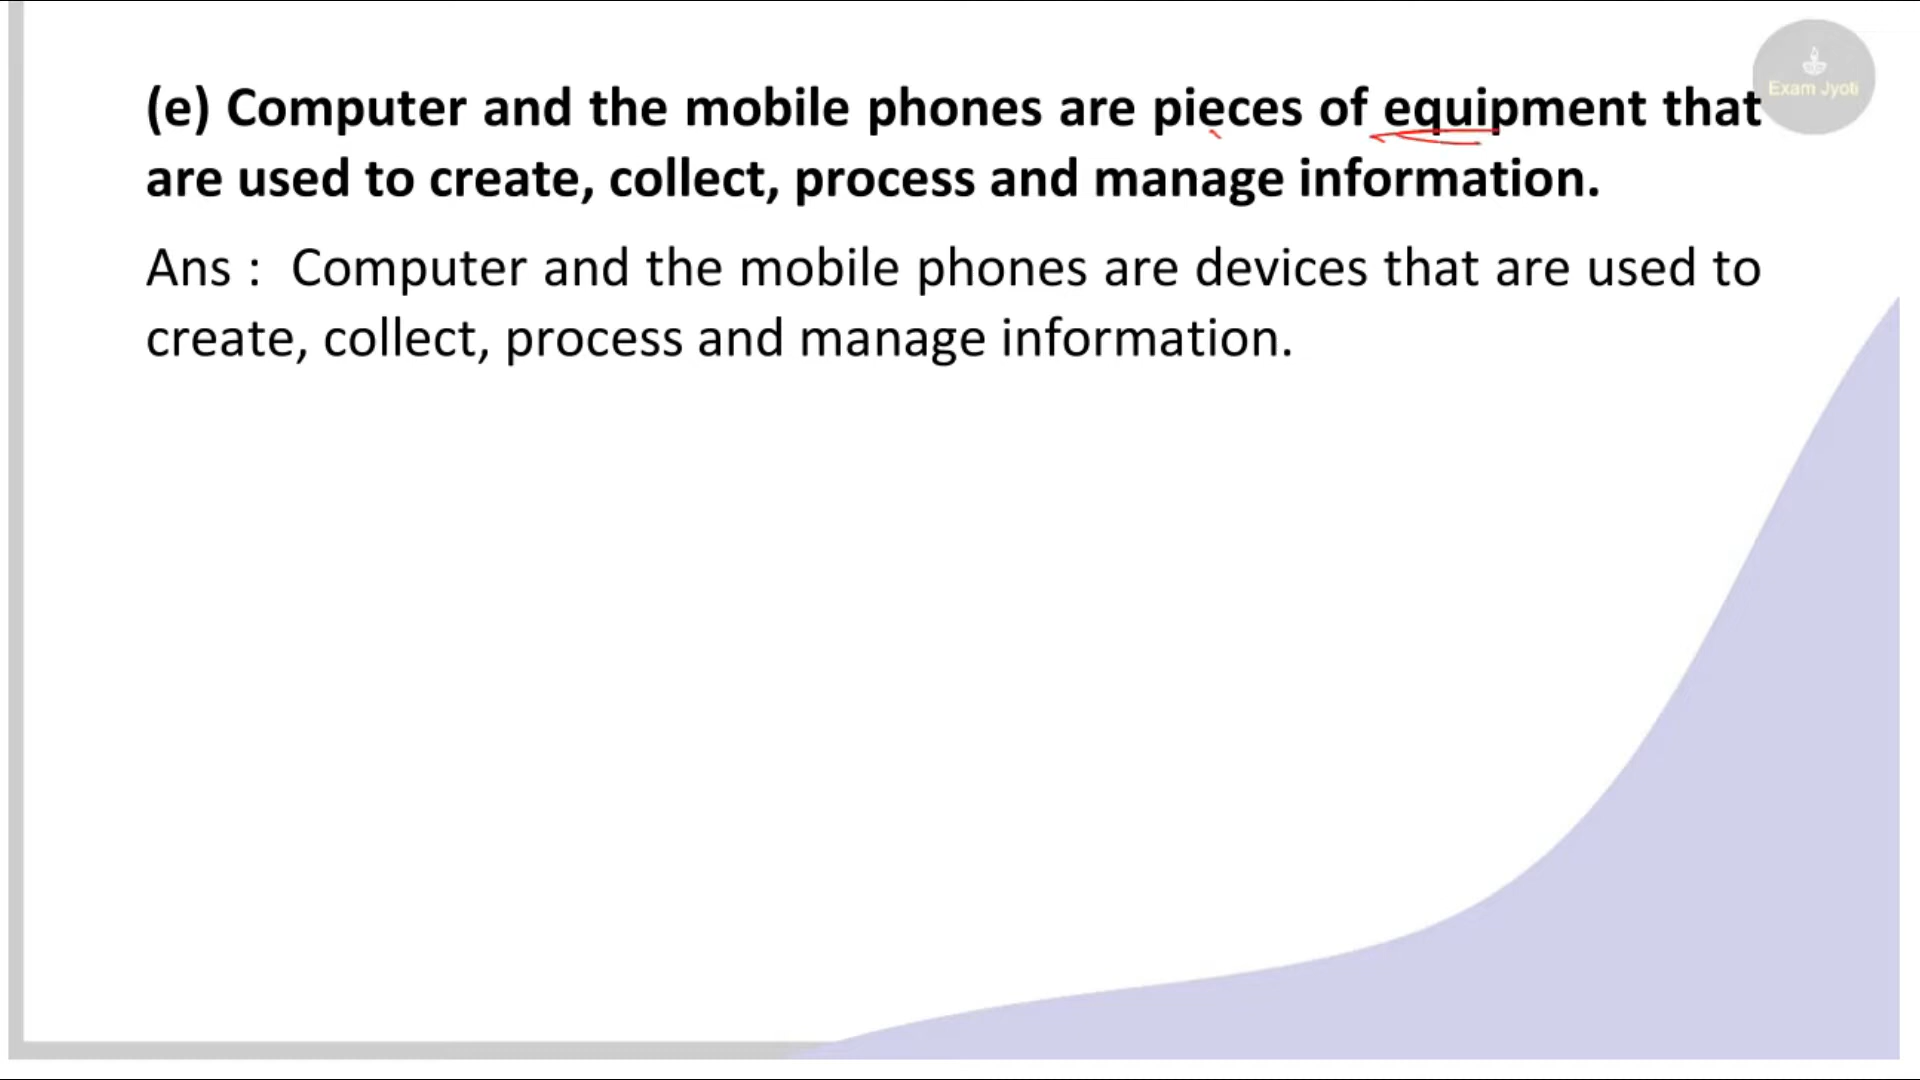 Exam Jyoti
(e) Computer and the mobile phones are pieces of equipment that
are used to create, collect, process and manage information.
Ans : Computer and the mobile phones are devices that are used to
create, collect, process and manage information.